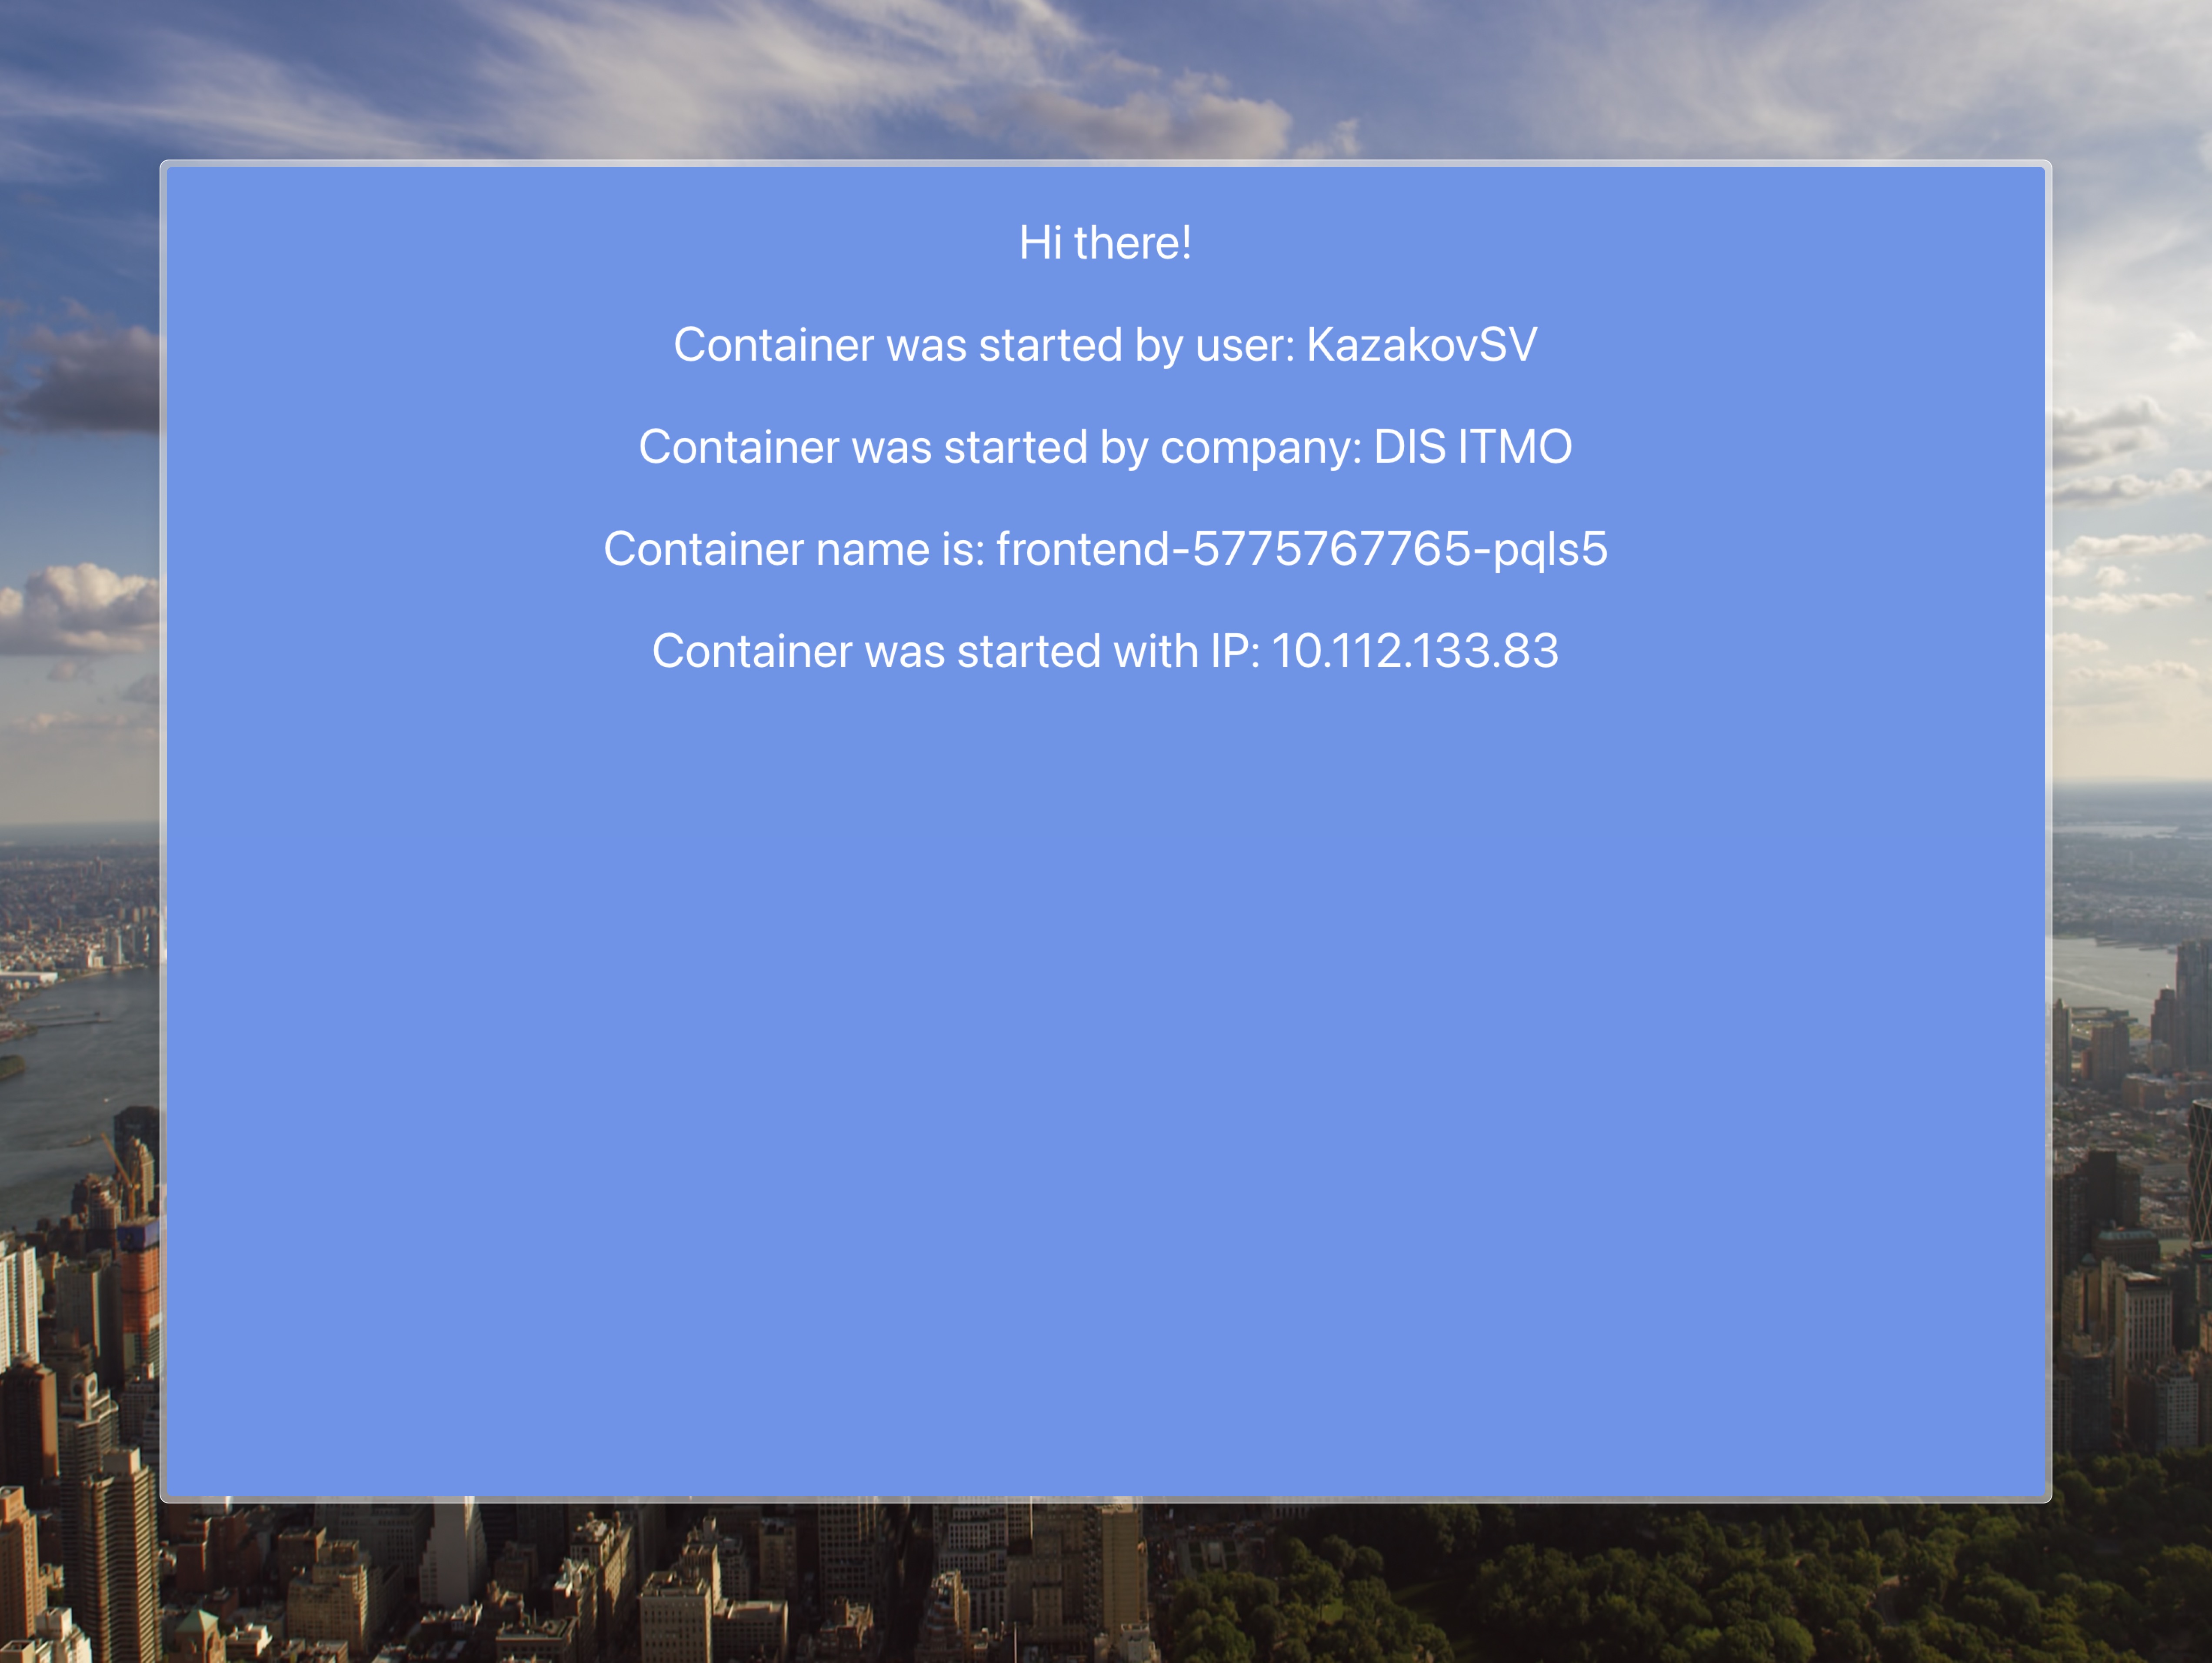 Hi there!
Container was started by user: KazakovSV
Container was started by company: DIS ITMO
Container name is: frontend-5775767765-pqls5
Container was started with IP: 10.112.133.83